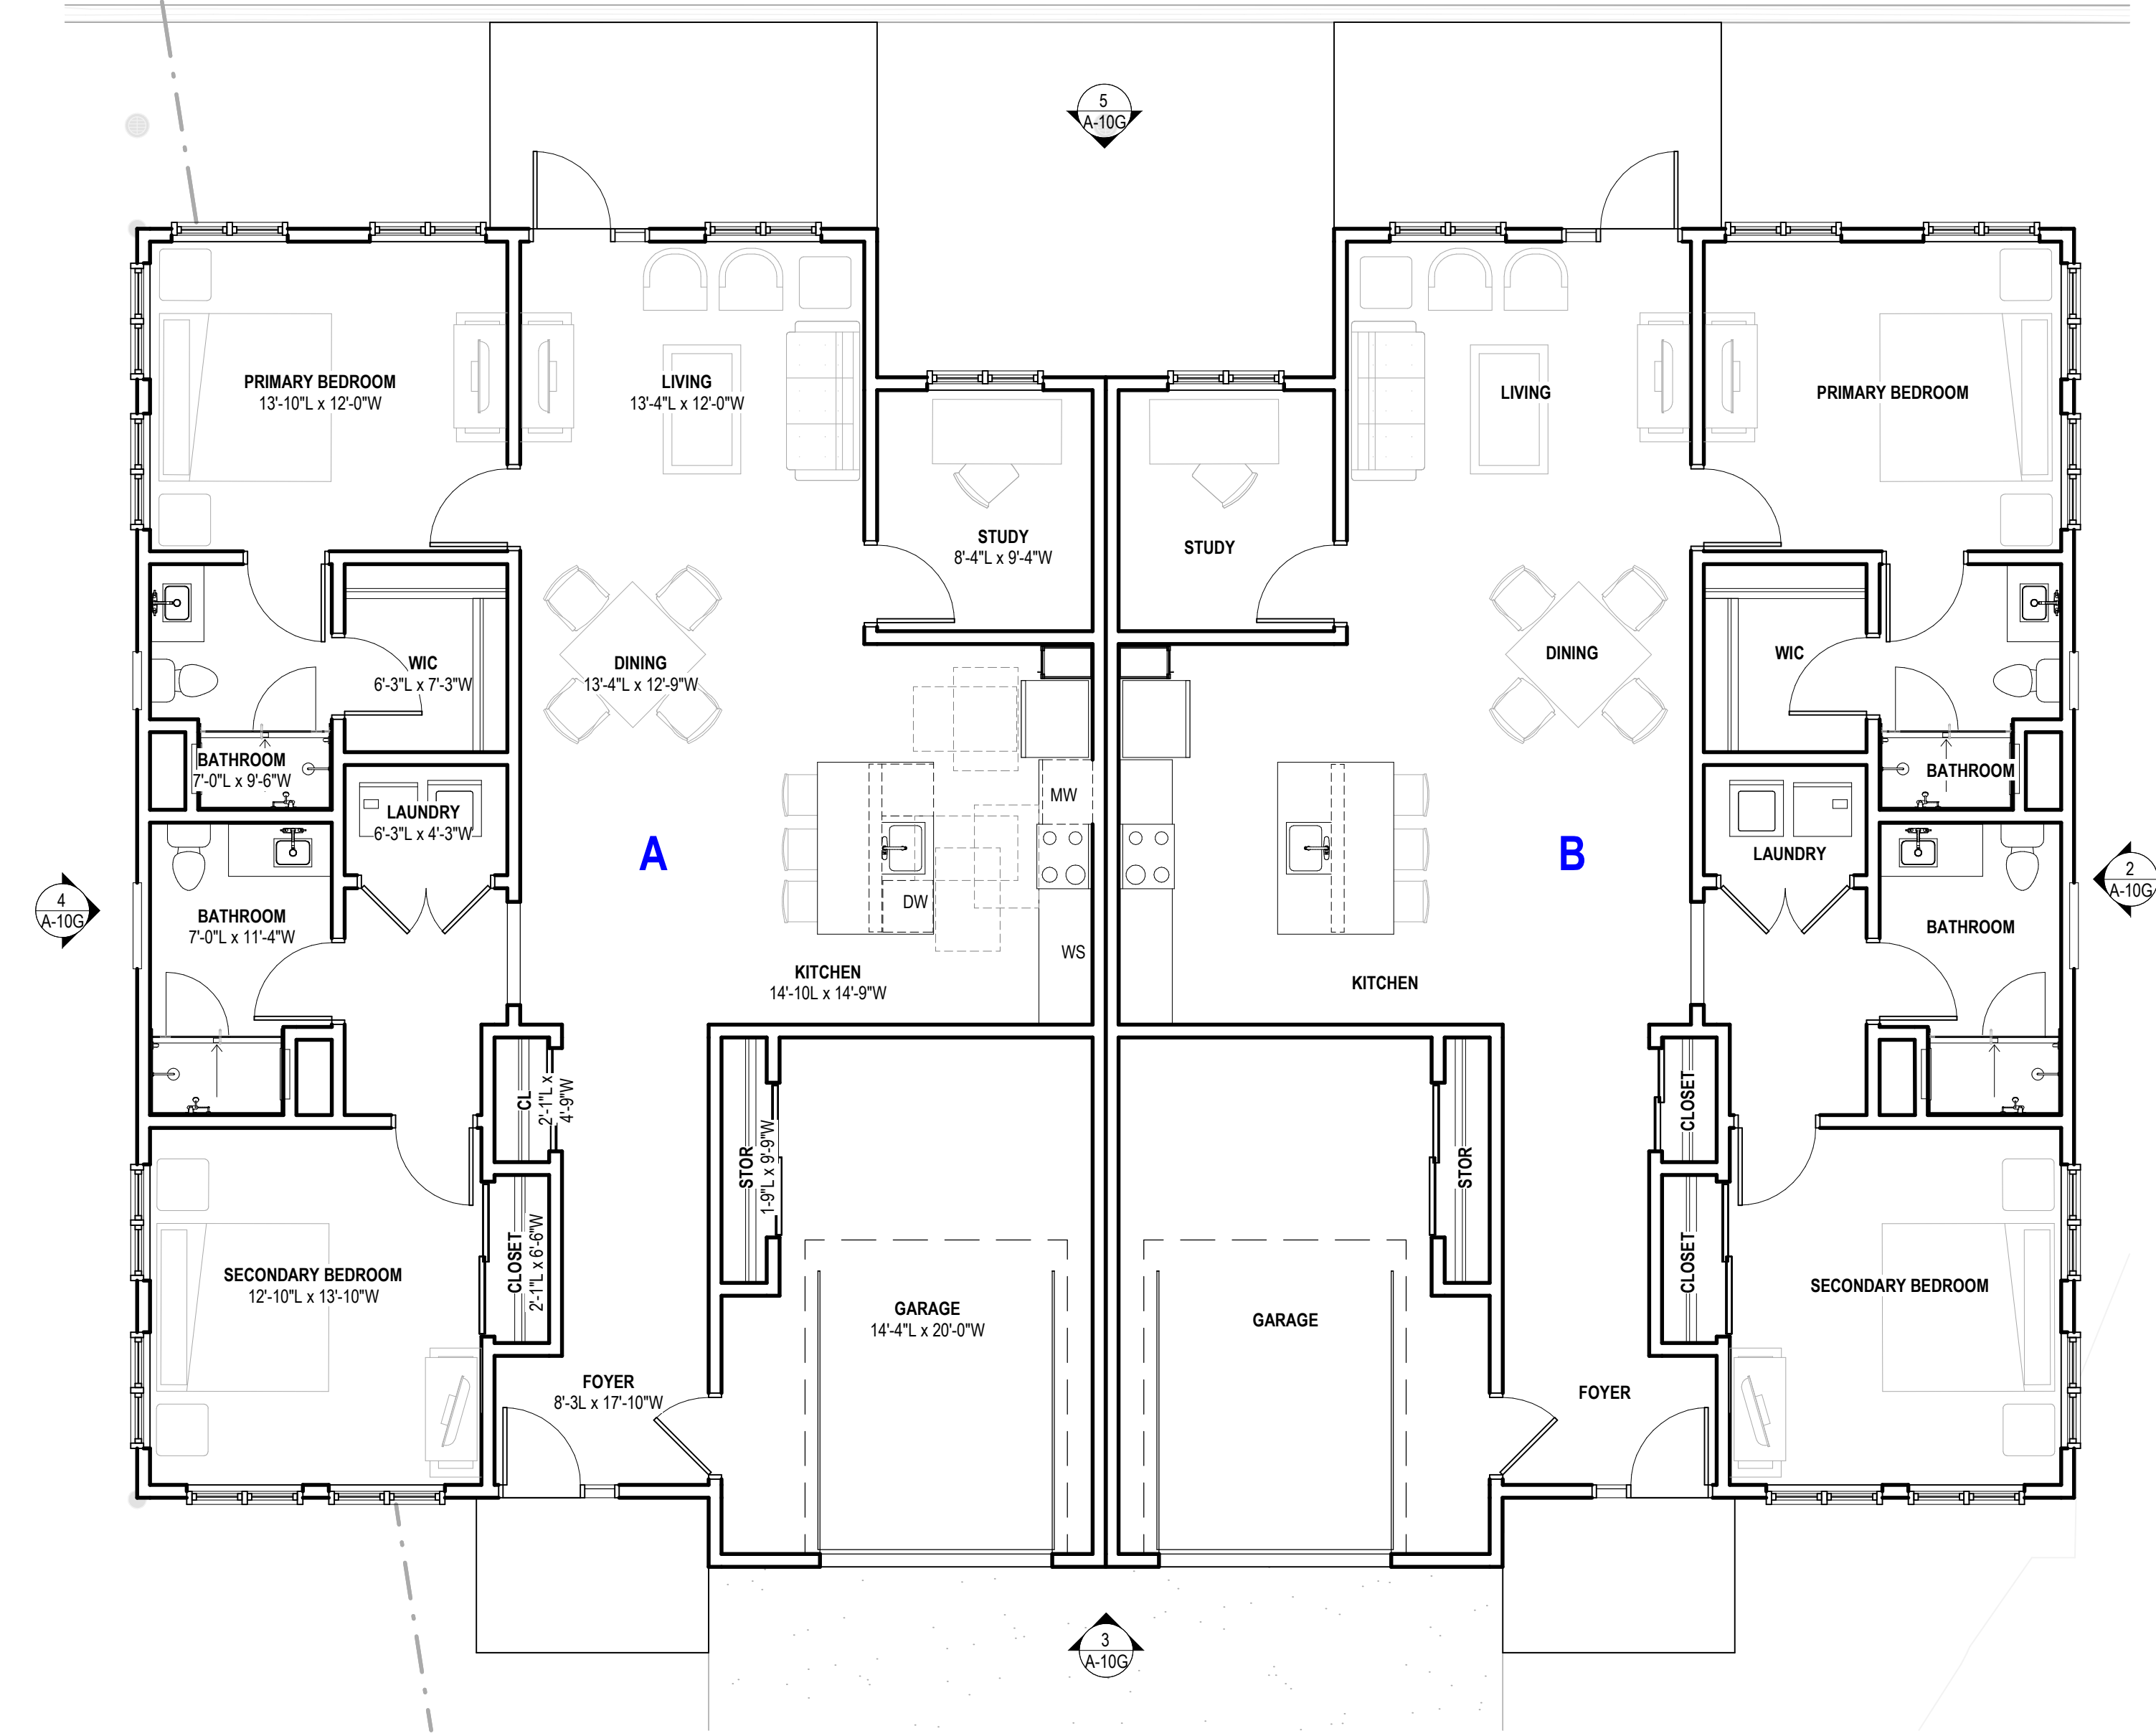 5
A-10G
PRIMARY BEDROOM
13'-10"L x 12'-0"W
LIVING
13'-4"L x 12'-0"W
LIVING
PRIMARY BEDROOM
STUDY
8'-4"L x 9'-4"W
STUDY
WIC
6'-3"L x 7'-3"W
DINING
13'-4"L x 12'-9"W
DINING
WIC
BATHROOM
7'-0"L x 9'-6"W
BATHROOM
MW
LAUNDRY
6'-3"L x 4'-3"W
A
B
LAUNDRY
4
A-10G
2
A-10G
DW
BATHROOM
7'-0"L x 11'-4"W
BATHROOM
WS
KITCHEN
14'-10L x 14'-9"W
KITCHEN
CL
2'-1"L x
4'-9"W
CLOSET
STOR
1-9"L x 9'-9"W
STOR
CLOSET
2'-1"L x 6'-6"W
CLOSET
SECONDARY BEDROOM
12'-10"L x 13'-10"W
SECONDARY BEDROOM
GARAGE
14'-4"L x 20'-0"W
GARAGE
FOYER
8'-3L x 17'-10"W
FOYER
3
A-10G